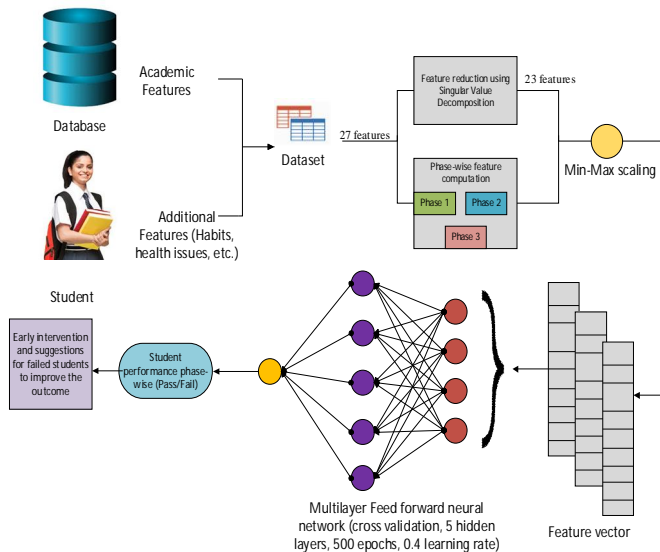 Academic
Features
Database
Additional
Features (Habits,
health issues, etc.)
Student
Dataset
27 features
Feature reduction using
Singular Value
Decomposition
23 features
Phase-wise feature
computation
Phase 1
Phase 2
Phase 3
Min-Max scaling
Feature vector
Multilayer Feed forward neural
network (cross validation, 5 hidden
layers, 500 epochs, 0.4 learning rate)
Student
performance phase-
wise (Pass/Fail)
Early intervention
and suggestions
for failed students
to improve the
outcome